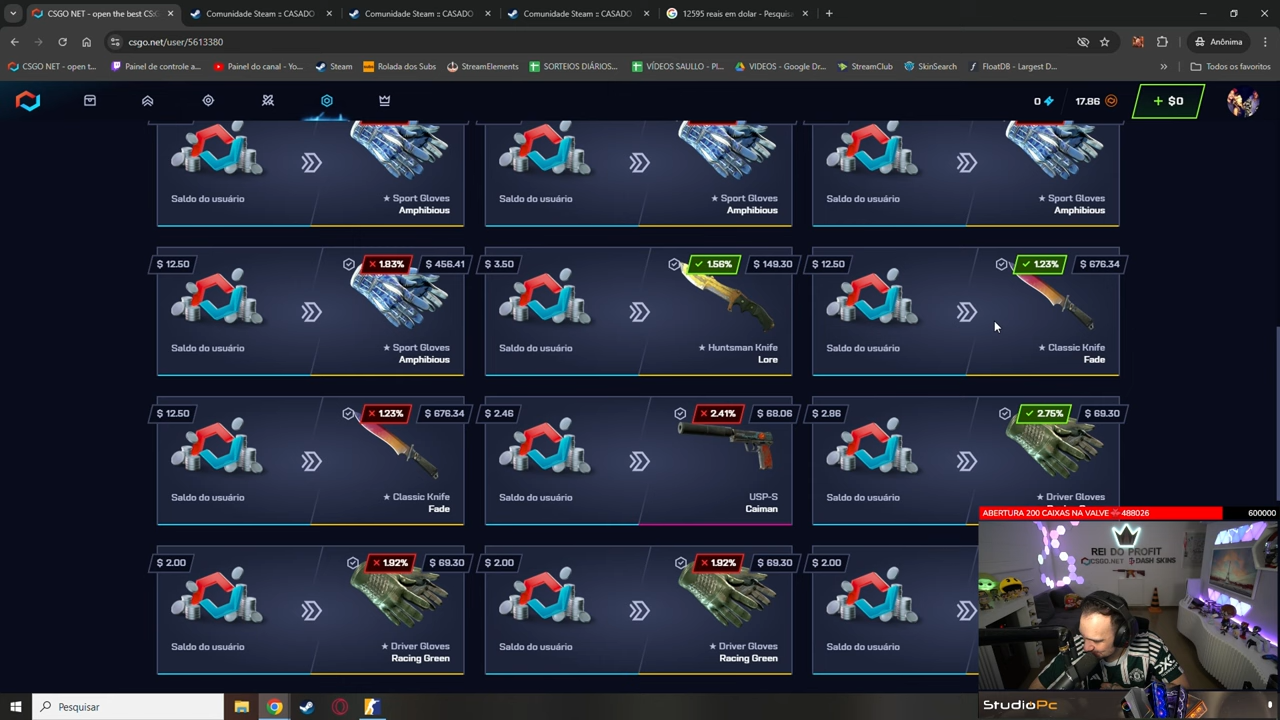 CSGO NET - open the best CSG
Comunidade Steam :: CASADO
Comunidade Steam :: CASADO
Comunidade Steam :: CASADO
12595 reais em dolar - Pesquisa
csgo.net/user/5613380
Anônima
CSGO NET - open t...
Painel de controle a...
Painel do canal - Yo...
Steam
Rolada dos Subs
StreamElements
SORTEIOS DIÁRIOS...
VÍDEOS SAULLO - Pl...
VIDEOS - Google Dr...
StreamClub
SkinSearch
FloatDB - Largest D...
Todos os favoritos
0
17.86
+ $0
Saldo do usuário
★ Sport Gloves
Amphibious
Saldo do usuário
★ Sport Gloves
Amphibious
Saldo do usuário
★ Sport Gloves
Amphibious
$ 12.50
1.83%
$ 456.41
Saldo do usuário
★ Sport Gloves
Amphibious
$ 3.50
1.56%
$ 149.30
Saldo do usuário
★ Huntsman Knife
Lore
$ 12.50
1.23%
$ 676.34
Saldo do usuário
★ Classic Knife
Fade
$ 12.50
1.23%
$ 676.34
Saldo do usuário
★ Classic Knife
Fade
$ 2.46
2.41%
$ 68.06
Saldo do usuário
USP-S
Caiman
$ 2.86
2.75%
$ 69.30
Saldo do usuário
★ Driver Gloves
$ 2.00
1.92%
$ 69.30
Saldo do usuário
★ Driver Gloves
Racing Green
$ 2.00
1.92%
$ 69.30
Saldo do usuário
★ Driver Gloves
Racing Green
$ 2.00
Saldo do usuário
ABERTURA 200 CAIXAS NA VALVE 488026
600000
REI DO PROFIT
CSGO.NET DASH SKINS
StudioPc
Pesquisar